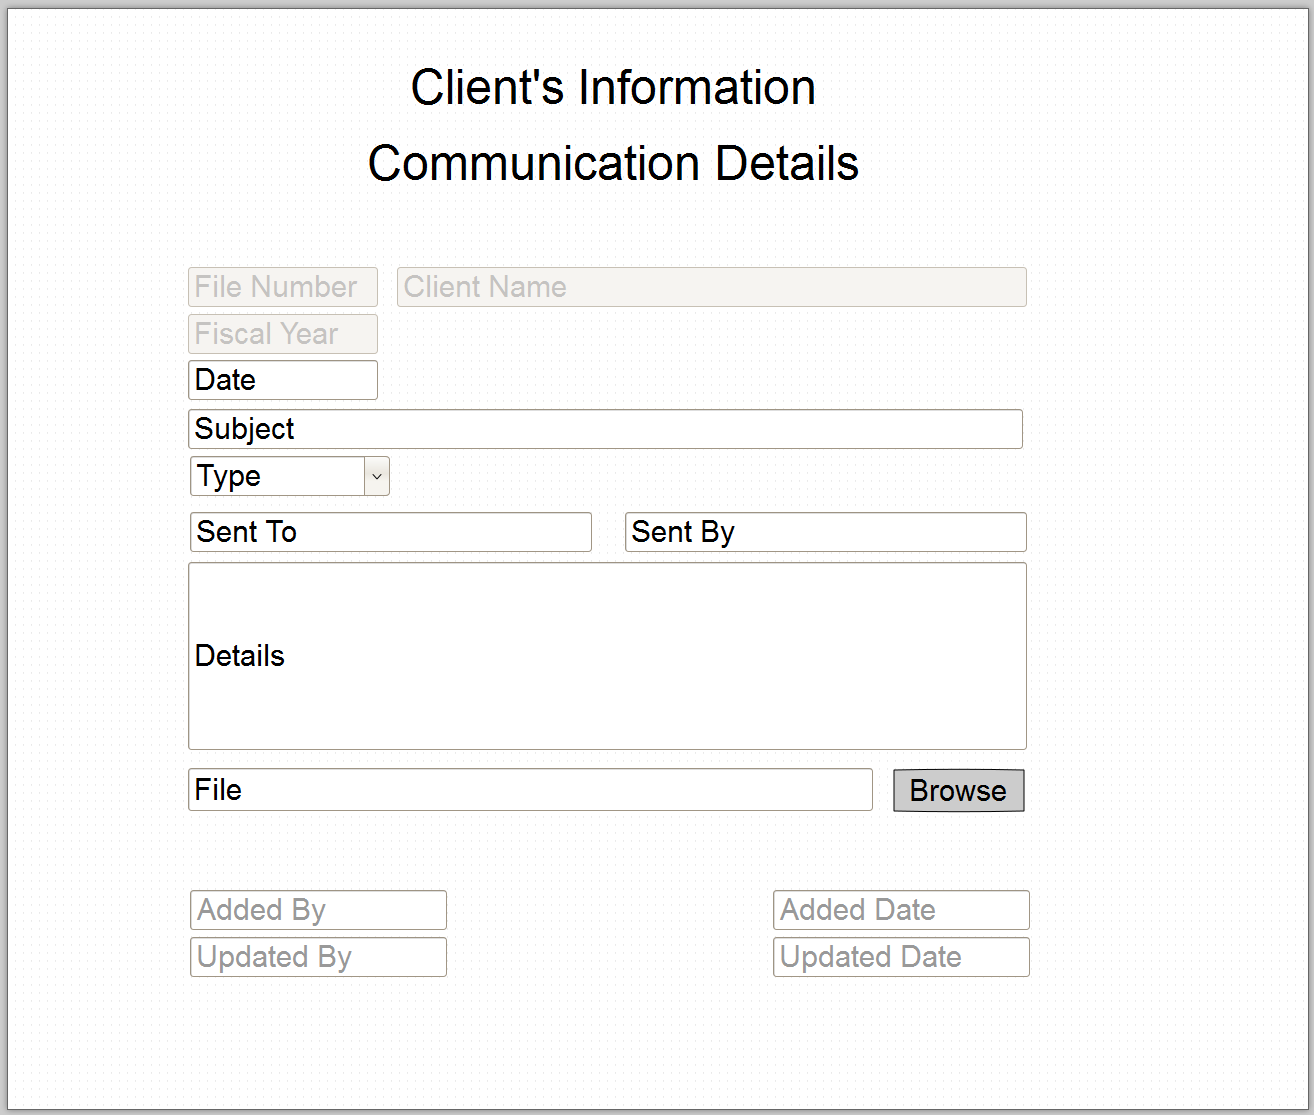 Client's Information
Communication Details
File Number Client Name
Fiscal Year
Date
Subject
Type
Sent To Sent By
Details
File Browse
Added By Added Date
Updated By Updated Date